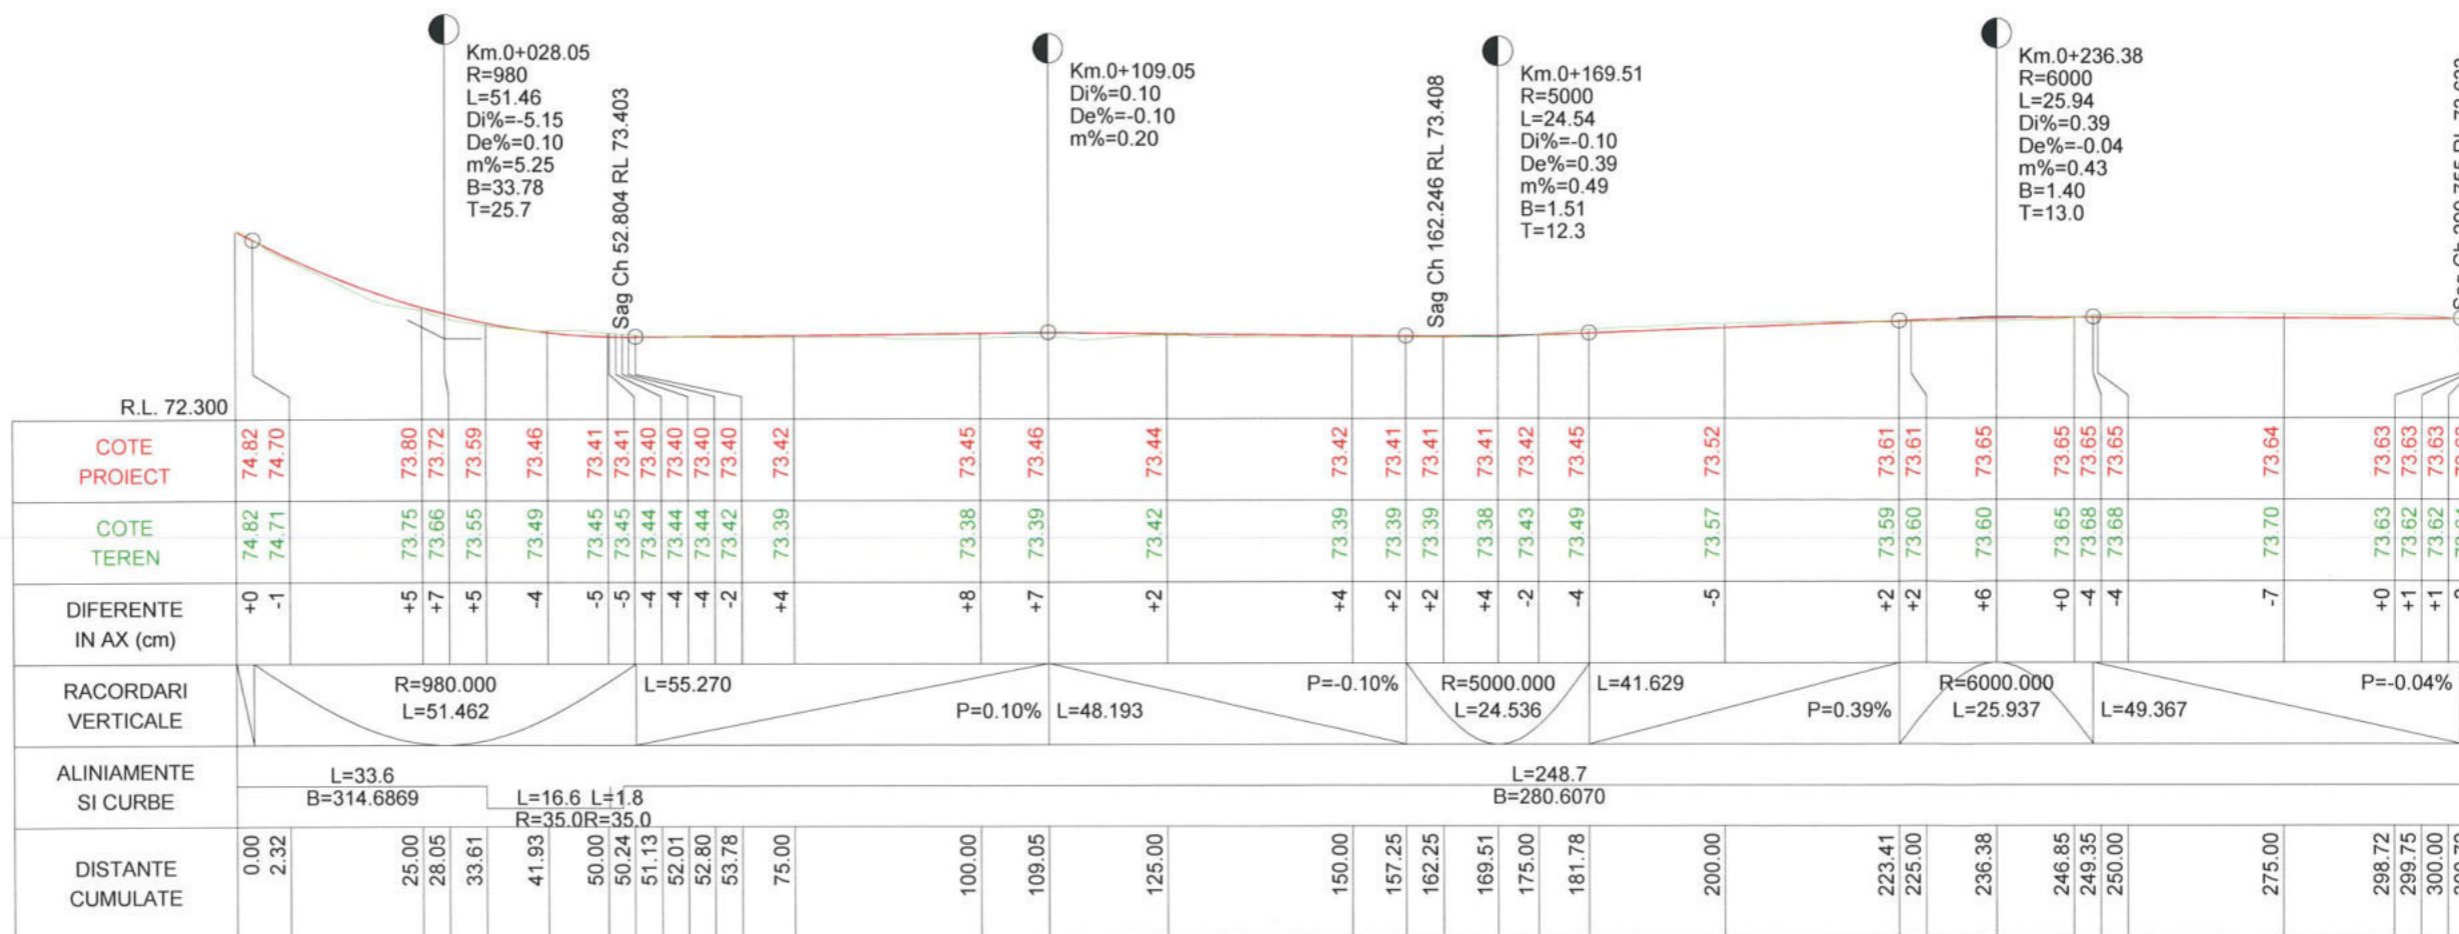 Km.0+028.05
R=980
L=51.46
Di%=-5.15
De%=0.10
m%=5.25
B=33.78
T=25.7
Sag Ch 52.804 RL 73.403
Km.0+109.05
Di%=0.10
De%=-0.10
m%=0.20
Sag Ch 162.246 RL 73.408
Km.0+169.51
R=5000
L=24.54
Di%=-0.10
De%=0.39
m%=0.49
B=1.51
T=12.3
Km.0+236.38
R=6000
L=25.94
Di%=0.39
De%=-0.04
m%=0.43
B=1.40
T=13.0
R.L. 72.300
COTE
PROIECT
74.82 74.70 73.80 73.72 73.59 73.46 73.41 73.41 73.40 73.40 73.40 73.40 73.42 73.45 73.46 73.44 73.42 73.41 73.41 73.41 73.42 73.45 73.52 73.61 73.61 73.65 73.65 73.65 73.65 73.64 73.63 73.63 73.63
COTE
TEREN
74.82 74.71 73.75 73.66 73.55 73.49 73.45 73.45 73.44 73.44 73.44 73.42 73.39 73.38 73.39 73.42 73.39 73.39 73.39 73.38 73.43 73.49 73.57 73.59 73.60 73.60 73.65 73.68 73.68 73.70 73.63 73.62 73.62
DIFERENTE
IN AX (cm)
+0 -1 +5 +7 +5 -4 -5 -5 -4 -4 -4 -2 +4 +8 +7 +2 +4 +2 +2 +4 -2 -4 -5 +2 +2 +6 +0 -4 -4 -7 +0 +1 +1
RACORDARI
VERTICALE
R=980.000
L=51.462
L=55.270
P=0.10%
L=48.193
P=-0.10%
R=5000.000
L=24.536
L=41.629
P=0.39%
R=6000.000
L=25.937
L=49.367
P=-0.04%
ALINIAMENTE
SI CURBE
L=33.6
B=314.6869
L=16.6 L=1.8
R=35.0R=35.0
L=248.7
B=280.6070
DISTANTE
CUMULATE
0.00 2.32 25.00 28.05 33.61 41.93 50.00 50.24 51.13 52.01 52.80 53.78 75.00 100.00 109.05 125.00 150.00 157.25 162.25 169.51 175.00 181.78 200.00 223.41 225.00 236.38 246.85 249.35 250.00 275.00 298.72 299.75 300.00